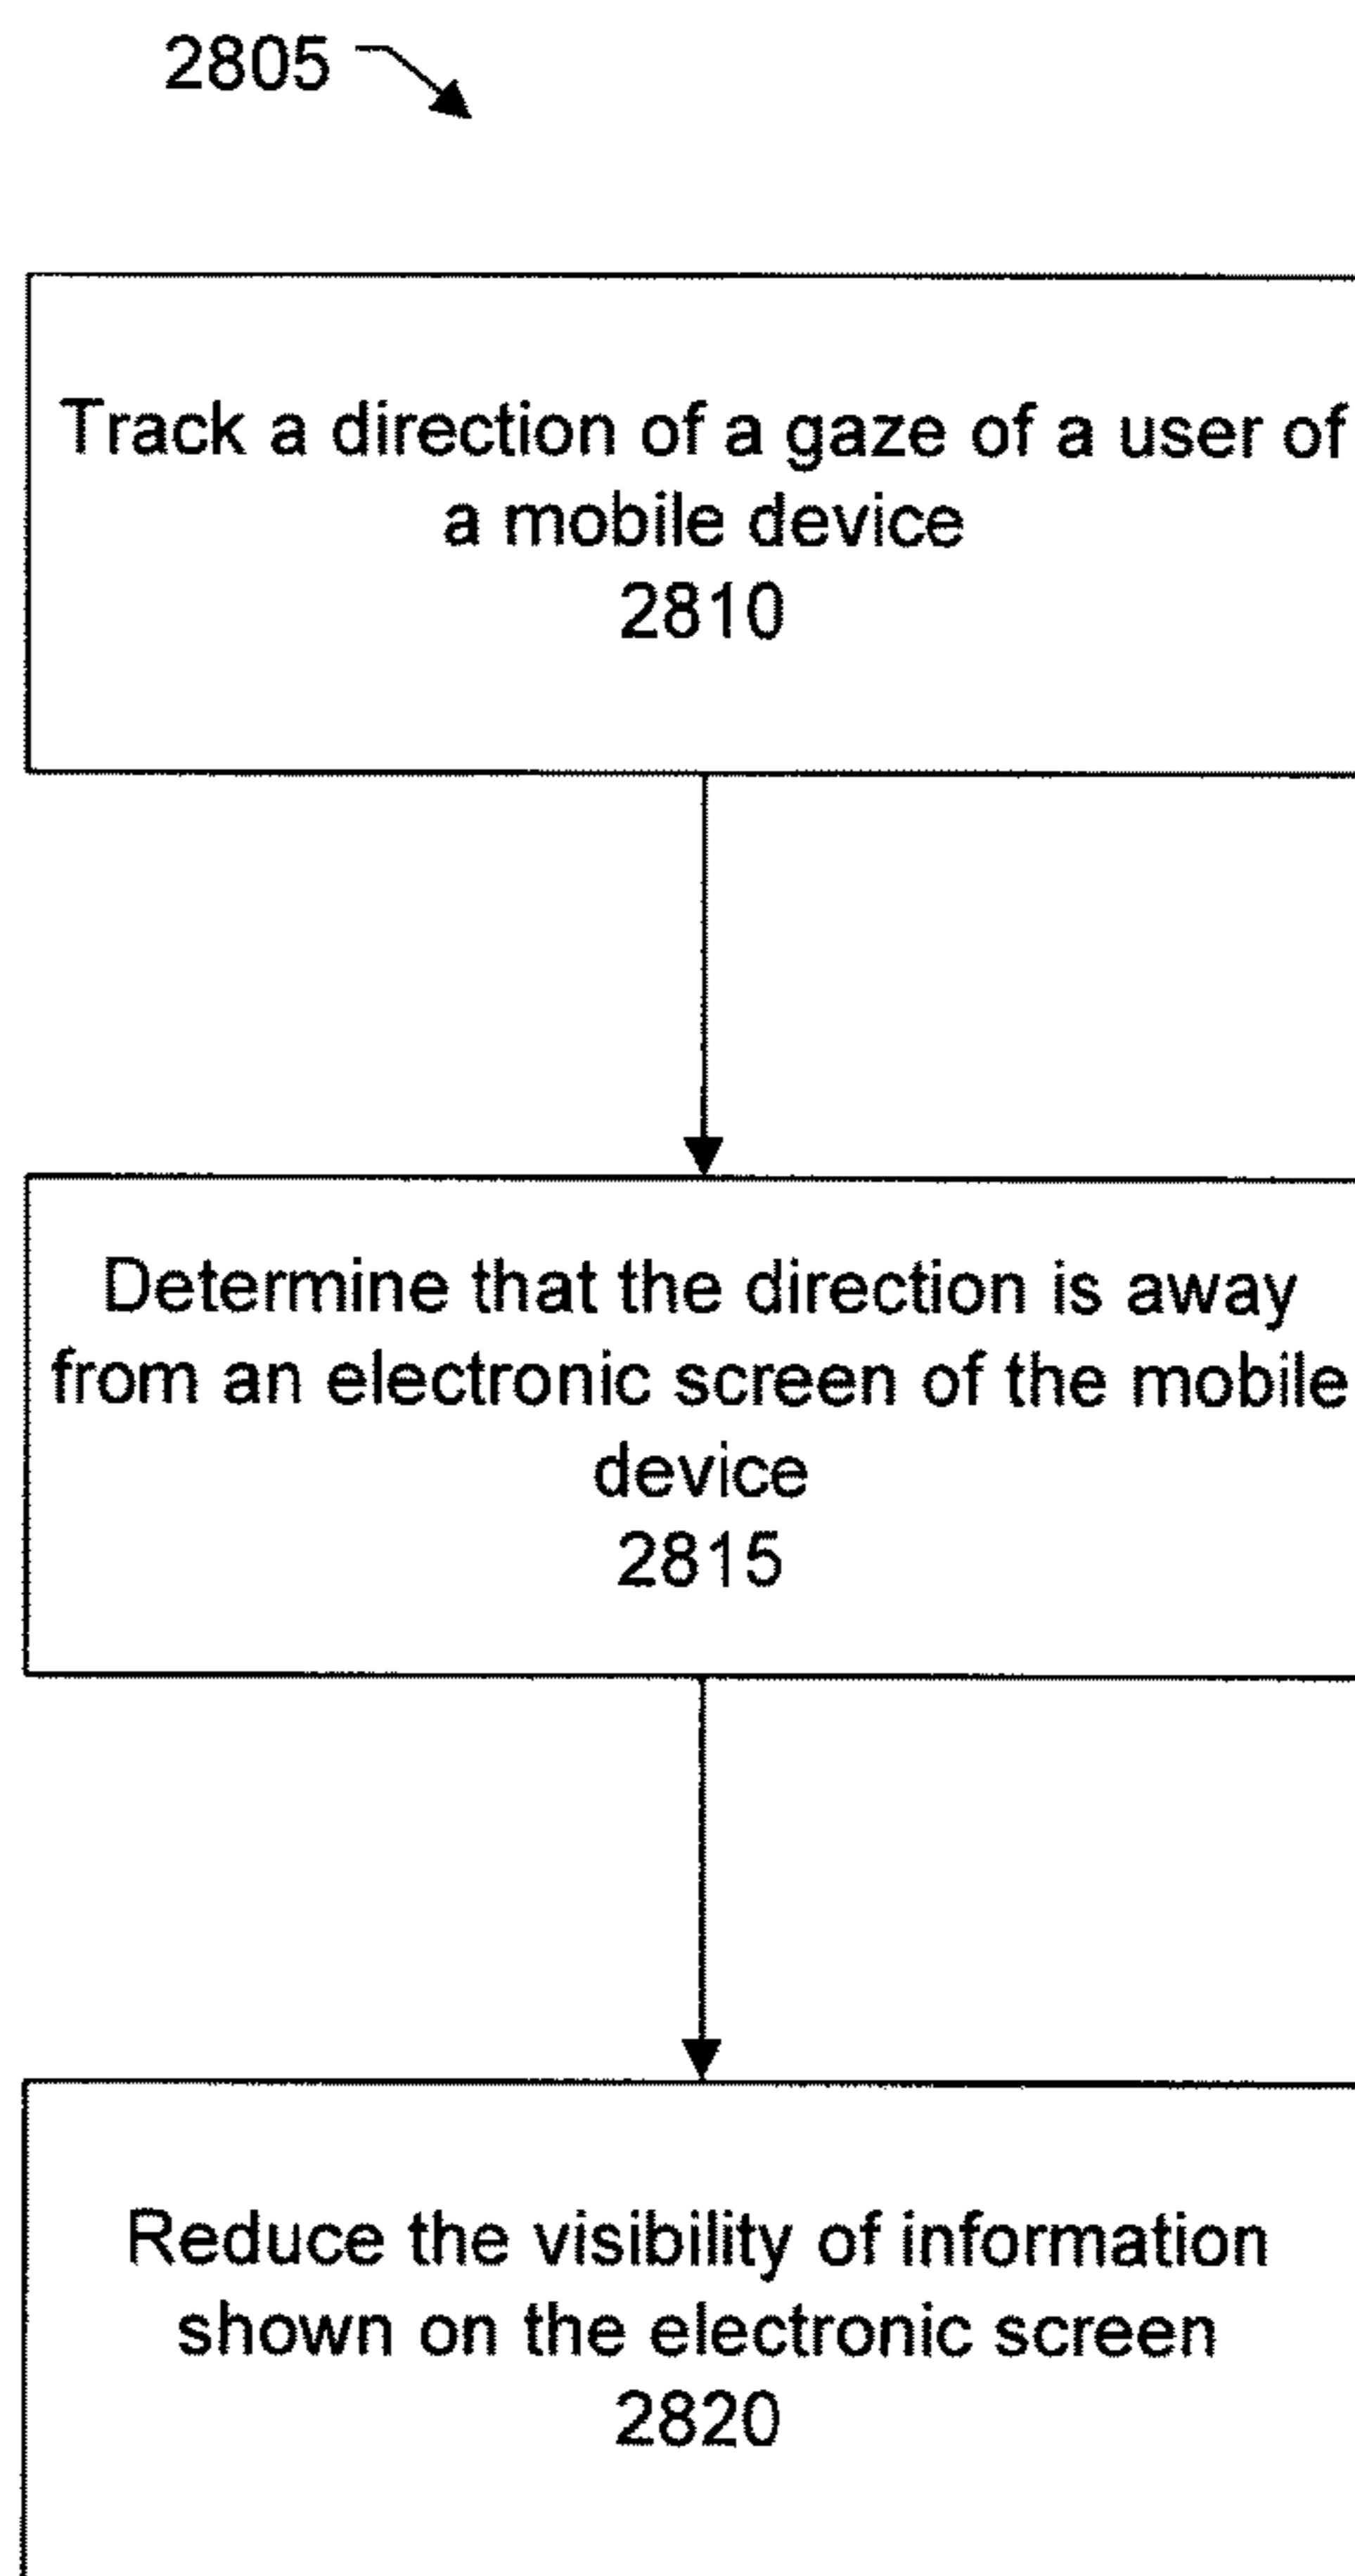 2805
Track a direction of a gaze of a user of
a mobile device
2810
Determine that the direction is away
from an electronic screen of the mobile
device
2815
Reduce the visibility of information
shown on the electronic screen
2820